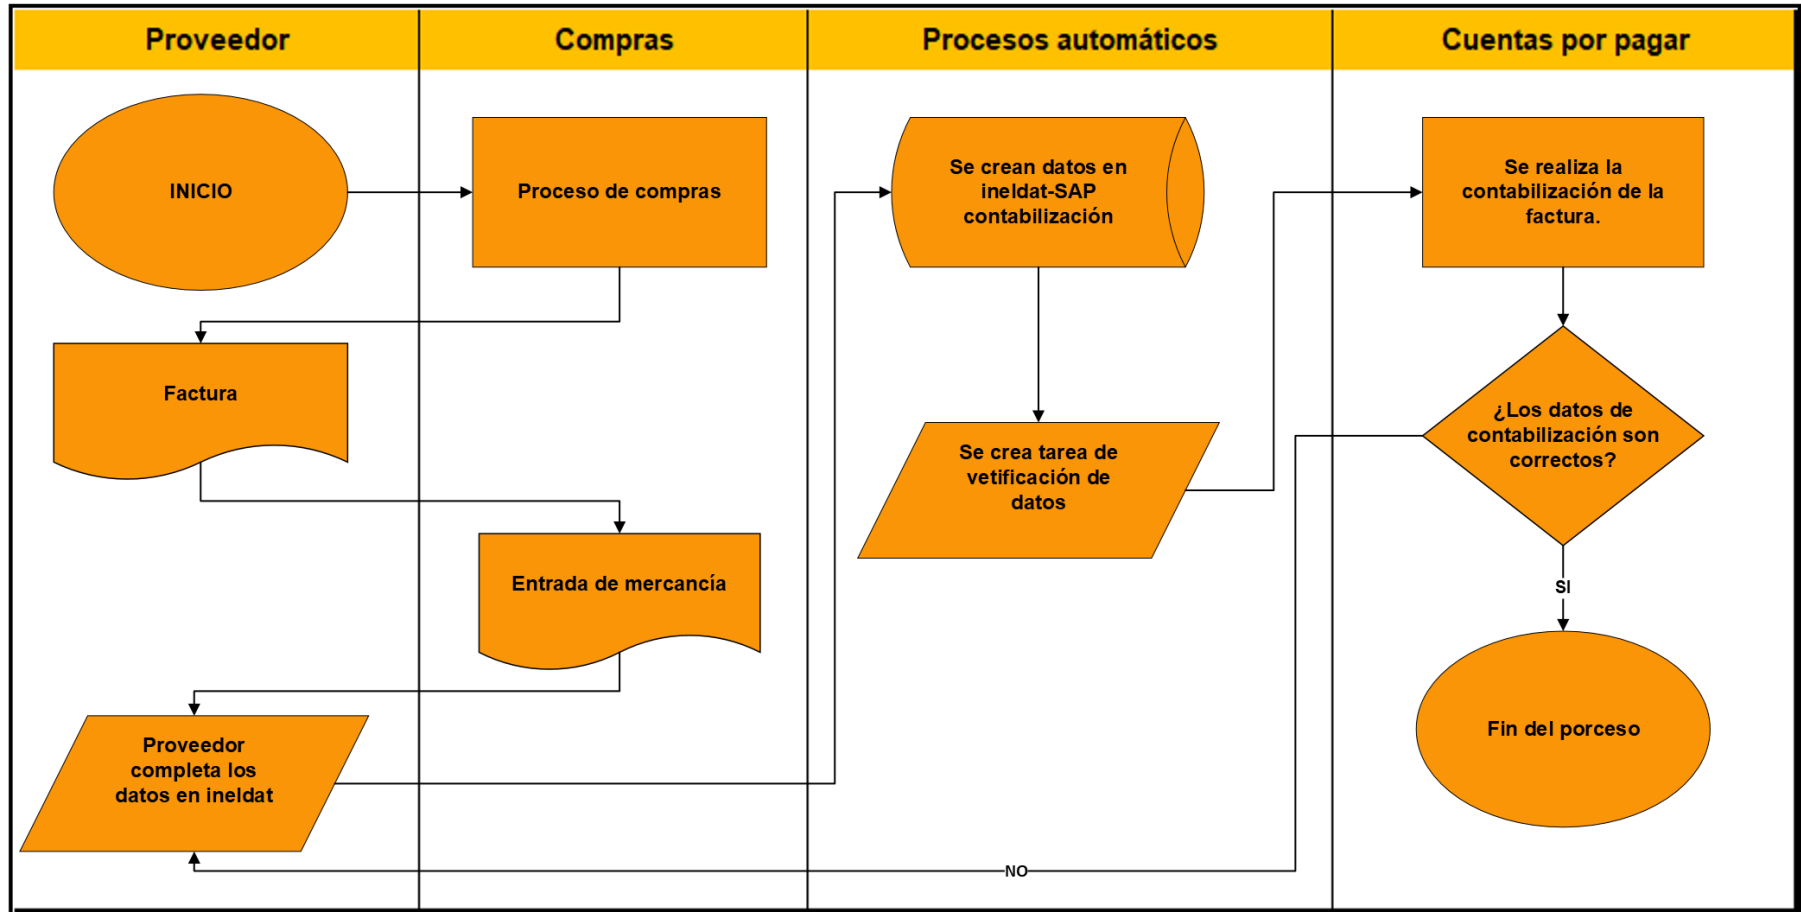 Proveedor
Compras
Procesos automáticos
Cuentas por pagar
INICIO
Proceso de compras
Se crean datos en
ineldat-SAP
contabilización
Se realiza la
contabilización de la
factura.
Factura
¿Los datos de
contabilización son
correctos?
Se crea tarea de
vetificación de
datos
Entrada de mercancía
SI
Proveedor
completa los
datos en ineldat
Fin del porceso
NO